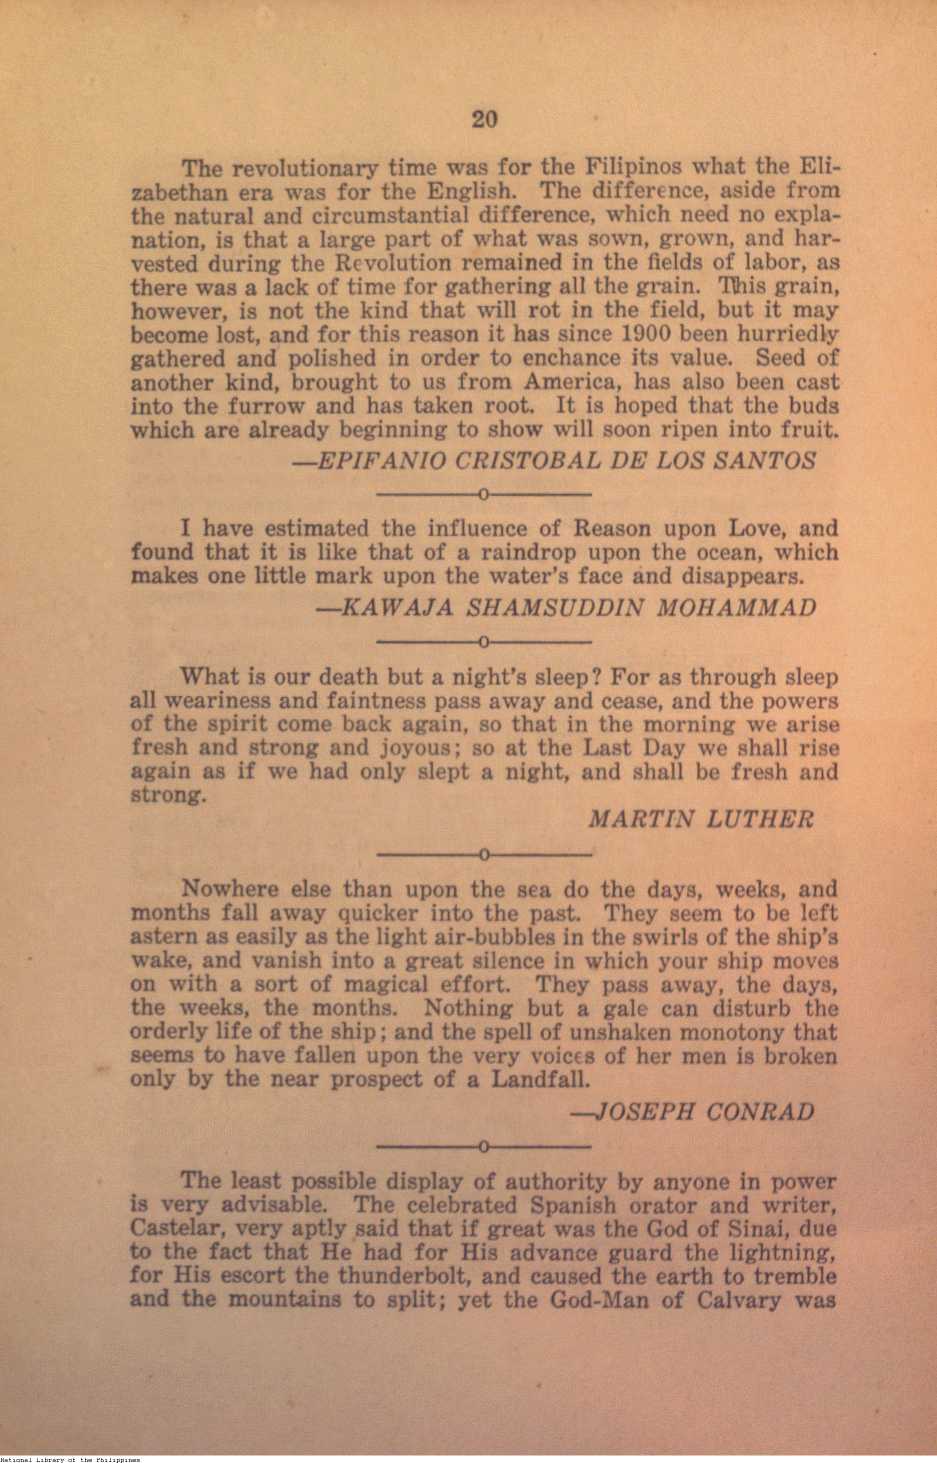 20
The revolutionary time was for the Filipinos what the Eli-
zabethan era was for the English. The difference, aside from
the natural and circumstantial difference, which need no expla-
nation, is that a large part of what was sown, grown, and har-
vested during the Revolution remained in the fields of labor, as
there was a lack of time for gathering all the grain. This grain,
however, is not the kind that will rot in the field, but it may
become lost, and for this reason it has since 1900 been hurriedly
gathered and polished in order to enchance its value. Seed of
another kind, brought to us from America, has also been cast
into the furrow and has taken root. It is hoped that the buds
which are already beginning to show will soon ripen into fruit.
—EPIFANIO CRISTOBAL DE LOS SANTOS
———o———
I have estimated the influence of Reason upon Love, and
found that it is like that of a raindrop upon the ocean, which
makes one little mark upon the water's face and disappears.
—KAWAJA SHAMSUDDIN MOHAMMAD
———o———
What is our death but a night's sleep? For as through sleep
all weariness and faintness pass away and cease, and the powers
of the spirit come back again, so that in the morning we arise
fresh and strong and joyous; so at the Last Day we shall rise
again as if we had only slept a night, and shall be fresh and
strong.
MARTIN LUTHER
———o———
Nowhere else than upon the sea do the days, weeks, and
months fall away quicker into the past. They seem to be left
astern as easily as the light air-bubbles in the swirls of the ship's
wake, and vanish into a great silence in which your ship moves
on with a sort of magical effort. They pass away, the days,
the weeks, the months. Nothing but a gale can disturb the
orderly life of the ship; and the spell of unshaken monotony that
seems to have fallen upon the very voices of her men is broken
only by the near prospect of a Landfall.
—JOSEPH CONRAD
———o———
The least possible display of authority by anyone in power
is very advisable. The celebrated Spanish orator and writer,
Castelar, very aptly said that if great was the God of Sinai, due
to the fact that He had for His advance guard the lightning,
for His escort the thunderbolt, and caused the earth to tremble
and the mountains to split; yet the God-Man of Calvary was
National Library of the Philippines